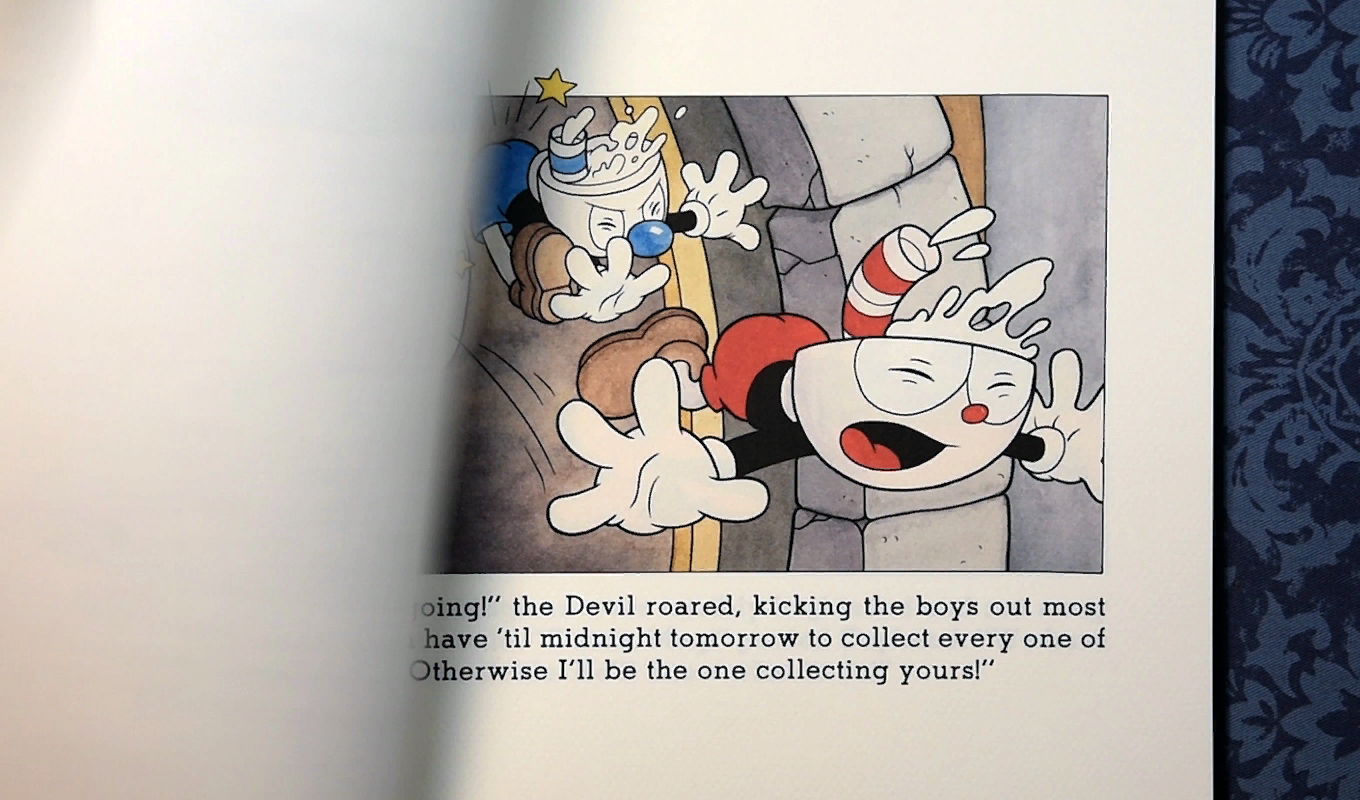 oing!” the Devil roared, kicking the boys out most
have ’til midnight tomorrow to collect every one of
Otherwise I’ll be the one collecting yours!”